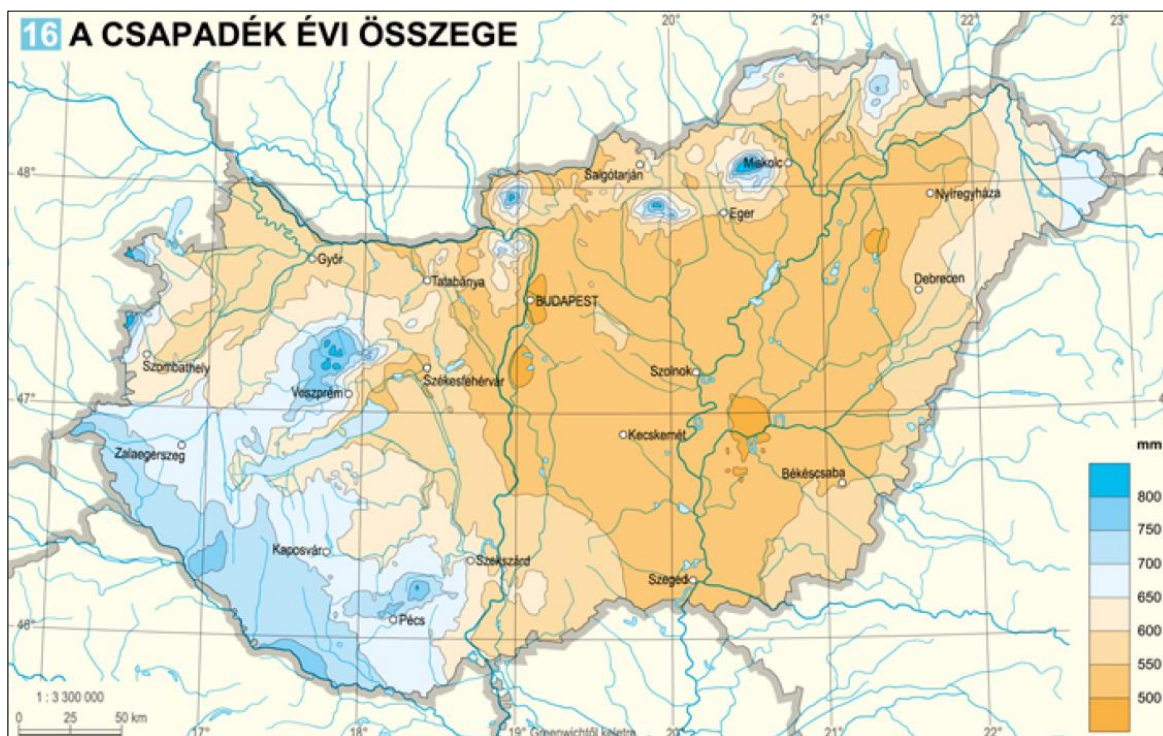 16 A CSAPADÉK ÉVI ÖSSZEGE
20° 21° 22° 23°
48°
Salgótarján
Miskolc
Nyíregyháza
Eger
Győr
Tatabánya
BUDAPEST
Debrecen
Szombathely
Veszprém
Székesfehérvár
Szolnok
47°
Kecskemét
Zalaegerszeg
Békéscsaba
Kaposvár
Szekszárd
Szeged
Pécs
46°
mm
800
750
700
650
600
550
500
1 : 3 300 000
0 25 50 km
17° 18° 19° Greenwichtől keletre 20° 21° 22°